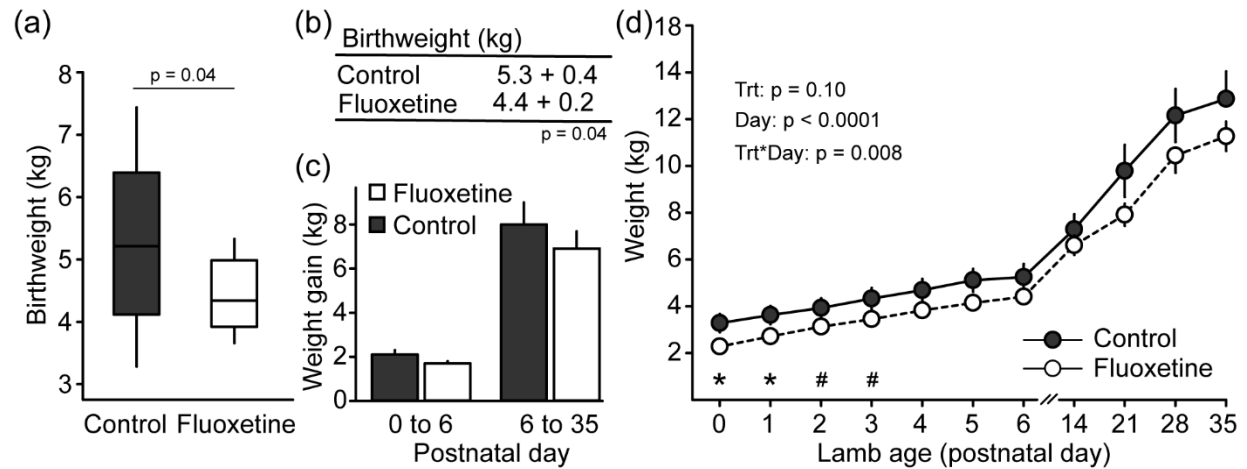 (a)
p = 0.04
Birthweight (kg)
8
7
6
5
4
3
Control Fluoxetine
(b)
Birthweight (kg)
Control 5.3 + 0.4
Fluoxetine 4.4 + 0.2
p = 0.04
(c)
Fluoxetine
Control
Weight gain (kg)
8
6
4
2
0
0 to 6 6 to 35
Postnatal day
(d)
Weight (kg)
18
14
12
10
8
6
4
2
Trt: p = 0.10
Day: p < 0.0001
Trt*Day: p = 0.008
Control
Fluoxetine
* * # #
0 1 2 3 4 5 6 // 14 21 28 35
Lamb age (postnatal day)